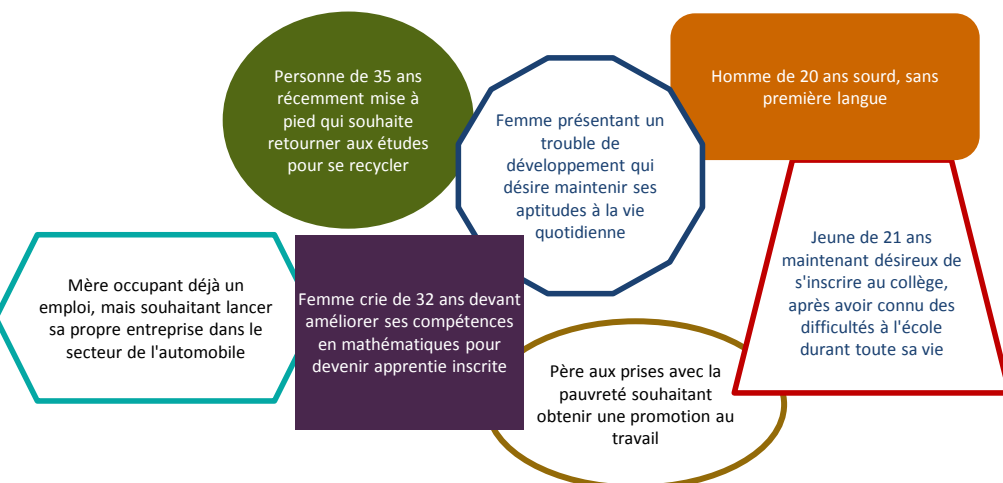 Personne de 35 ans
récemment mise à
pied qui souhaite
retourner aux études
pour se recycler
Femme présentant un
trouble de
développement qui
désire maintenir ses
aptitudes à la vie
quotidienne
Homme de 20 ans sourd, sans
première langue
Mère occupant déjà un
emploi, mais souhaitant lancer
sa propre entreprise dans le
secteur de l'automobile
Femme crie de 32 ans devant
améliorer ses compétences
en mathématiques pour
devenir apprentie inscrite
Père aux prises avec la
pauvreté souhaitant
obtenir une promotion au
travail
Jeune de 21 ans
maintenant désireux de
s'inscrire au collège,
après avoir connu des
difficultés à l'école
durant toute sa vie